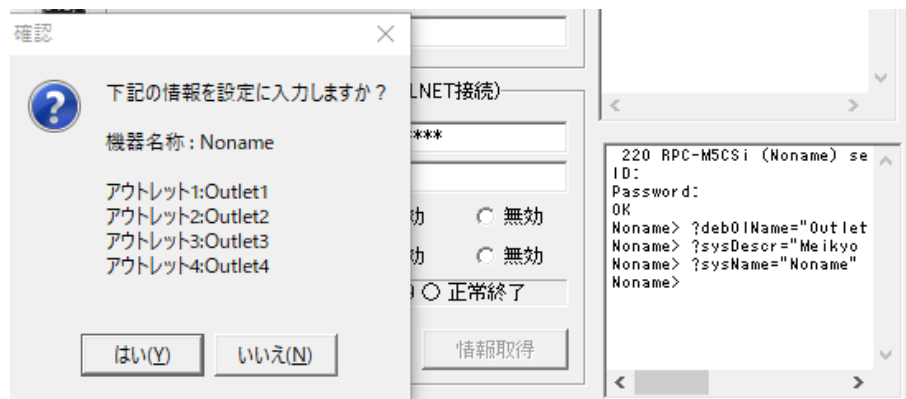 確認
下記の情報を設定に入力しますか？
機器名称 : Noname
アウトレット1:Outlet1
アウトレット2:Outlet2
アウトレット3:Outlet3
アウトレット4:Outlet4
はい(Y)
いいえ(N)
LNET接続)
****
無効
無効
正常終了
情報取得
220 RPC-M5CSi (Noname) se
ID:
Password:
OK
Noname> ?debOlName="Outlet
Noname> ?sysDescr="Meikyo
Noname> ?sysName="Noname"
Noname>